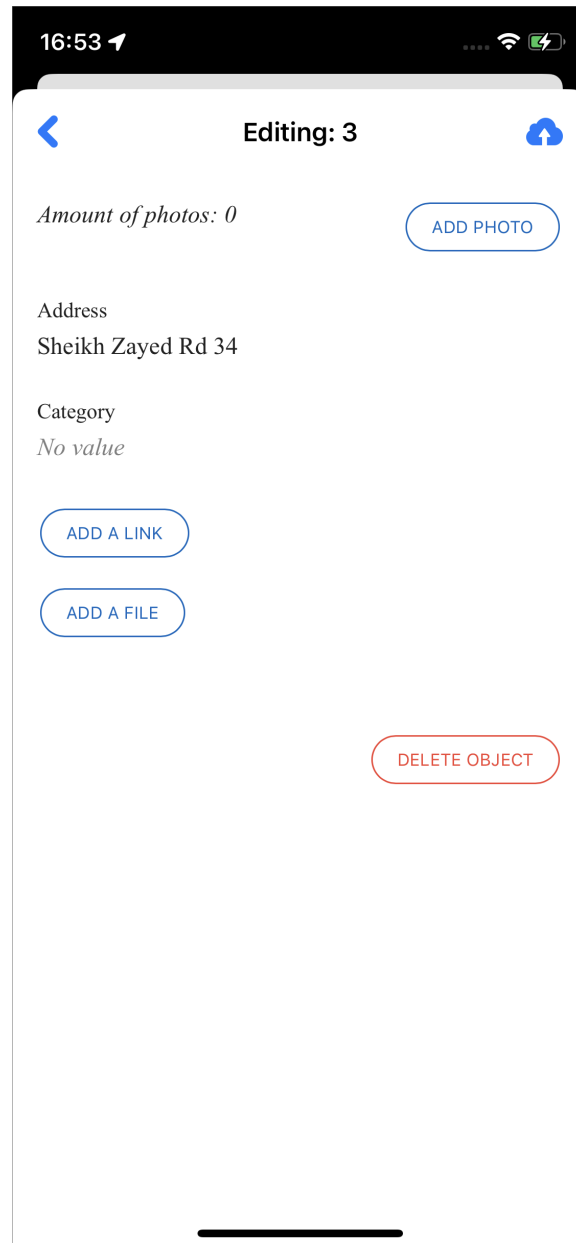 16:53
Editing: 3
Amount of photos: 0
ADD PHOTO
Address
Sheikh Zayed Rd 34
Category
No value
ADD A LINK
ADD A FILE
DELETE OBJECT